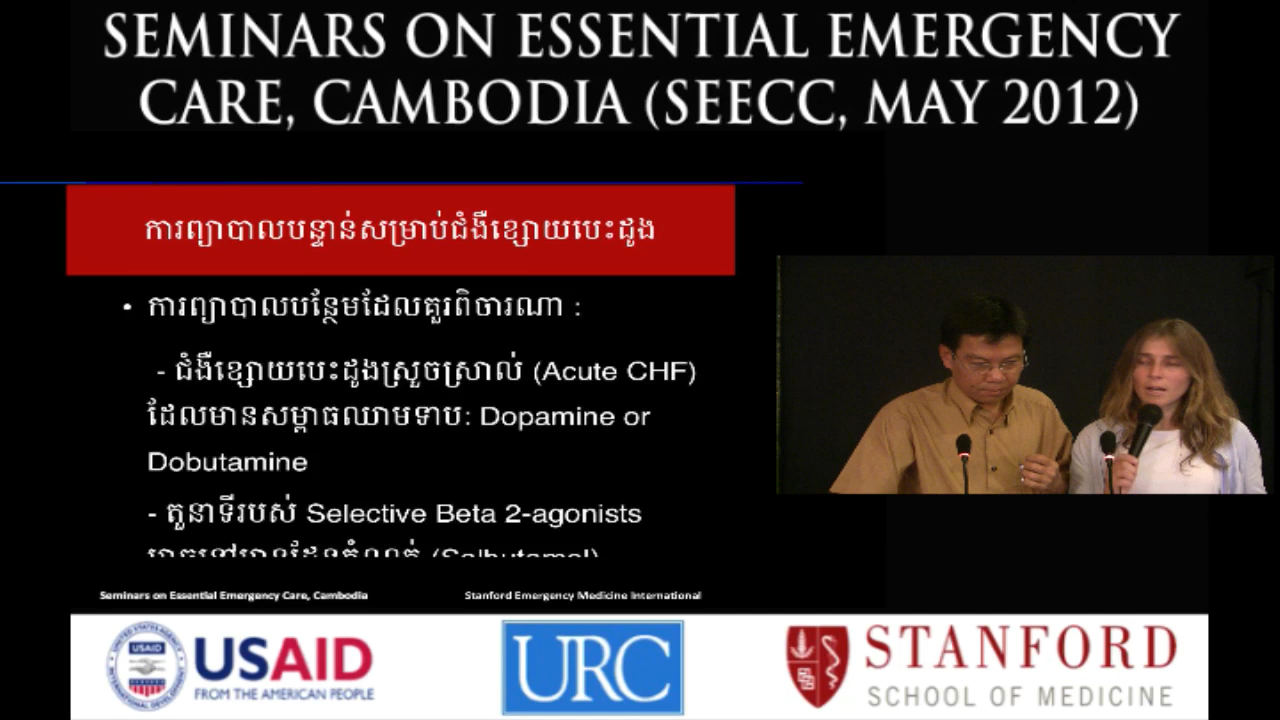 SEMINARS ON ESSENTIAL EMERGENCY
CARE, CAMBODIA (SEECC, MAY 2012)
ការព្យាបាលបន្ទាន់សម្រាប់ជំងឺខ្សោយបេះដូង
• ការព្យាបាលបន្ថែមដែលគួរពិចារណា :
- ជំងឺខ្សោយបេះដូងស្រួចស្រាល់ (Acute CHF)
ដែលមានសម្ពាធឈាមទាប: Dopamine or
Dobutamine
- តួនាទីរបស់ Selective Beta 2-agonists
(Salbutamol)
Seminars on Essential Emergency Care, Cambodia
Stanford Emergency Medicine International
USAID
FROM THE AMERICAN PEOPLE
URC
STANFORD
SCHOOL OF MEDICINE